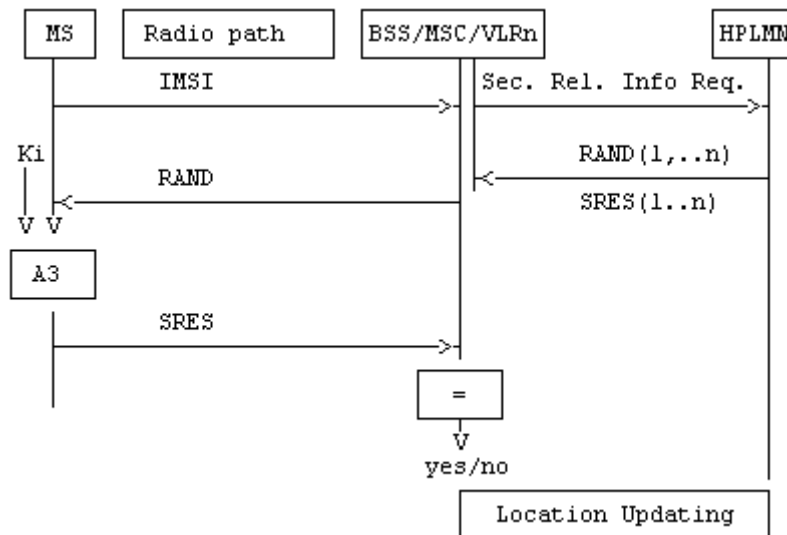 MS
Radio path
BSS/MSC/VLRn
HPLMN
IMSI
Sec. Rel. Info Req.
Ki
RAND
RAND(1,..n)
SRES(1..n)
A3
SRES
=
yes/no
Location Updating